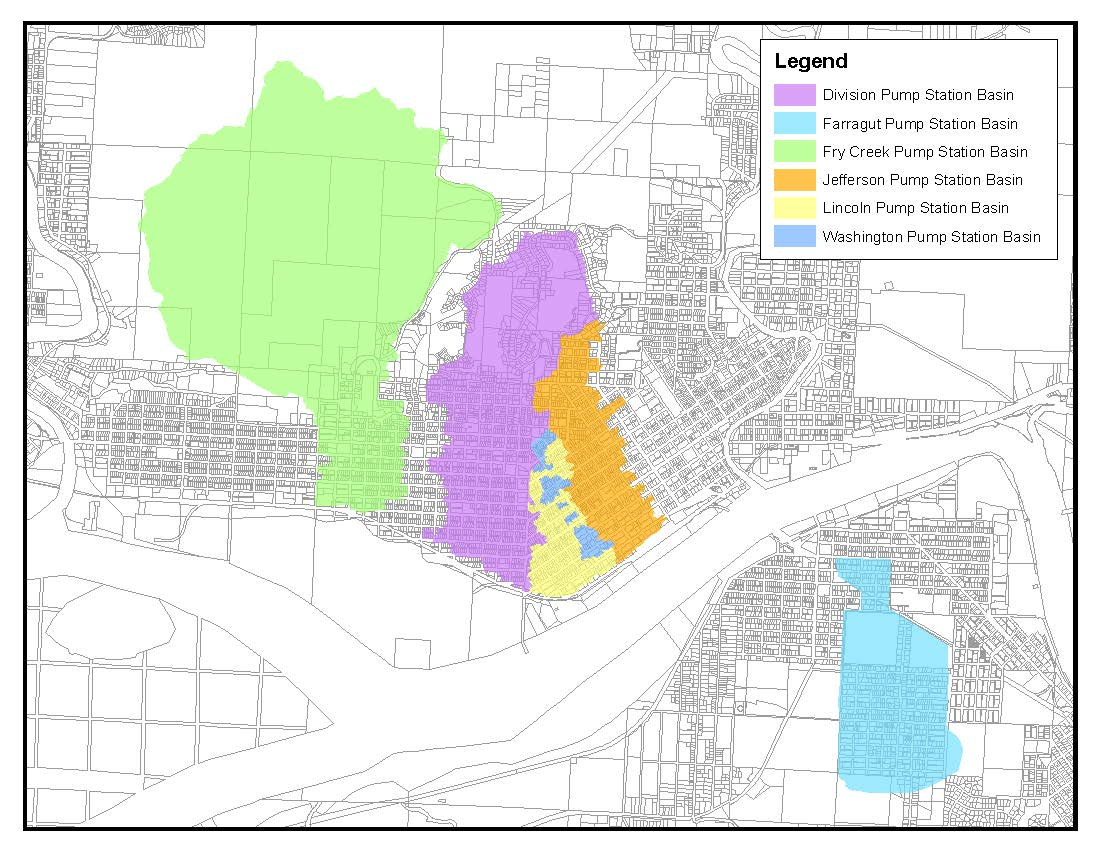 Legend
Division Pump Station Basin
Farragut Pump Station Basin
Fry Creek Pump Station Basin
Jefferson Pump Station Basin
Lincoln Pump Station Basin
Washington Pump Station Basin